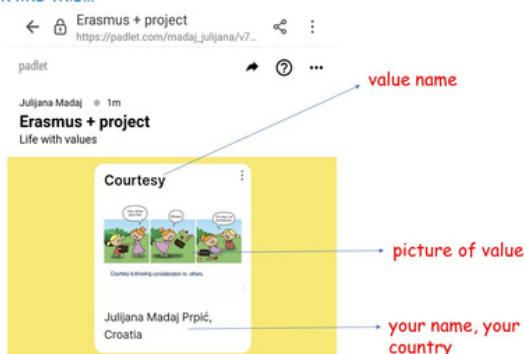 Erasmus + project
https://padlet.com/madaj_julijana/v7...
padlet
Julijana Madaj 1m
Erasmus + project
Life with values
Courtesy
Courtesy is showing consideration to others.
Julijana Madaj Prpić,
Croatia
value name
picture of value
your name, your
country